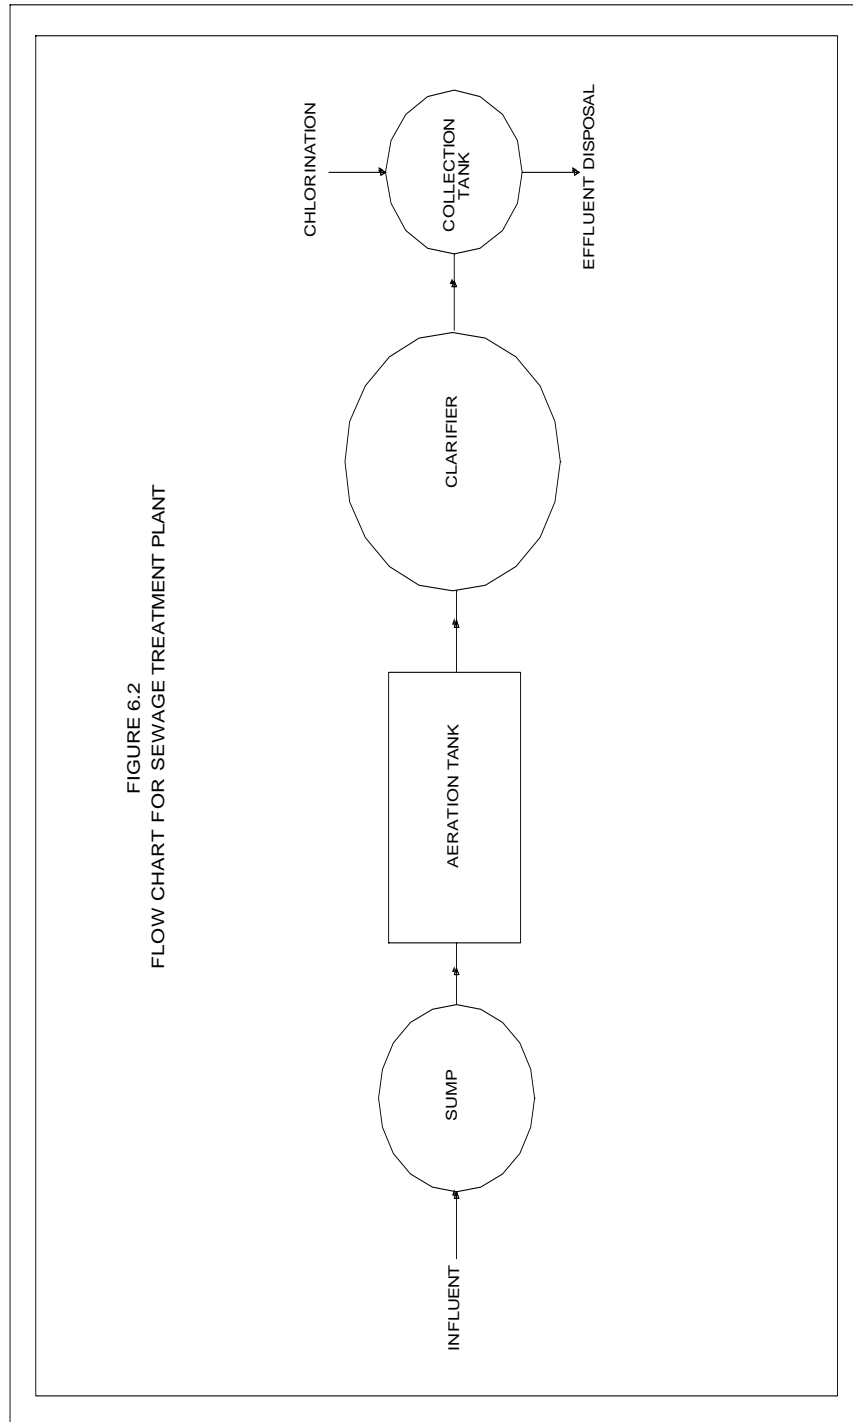 FIGURE 6.2
FLOW CHART FOR SEWAGE TREATMENT PLANT
INFLUENT
SUMP
AERATION TANK
CLARIFIER
CHLORINATION
COLLECTION
TANK
EFFLUENT DISPOSAL